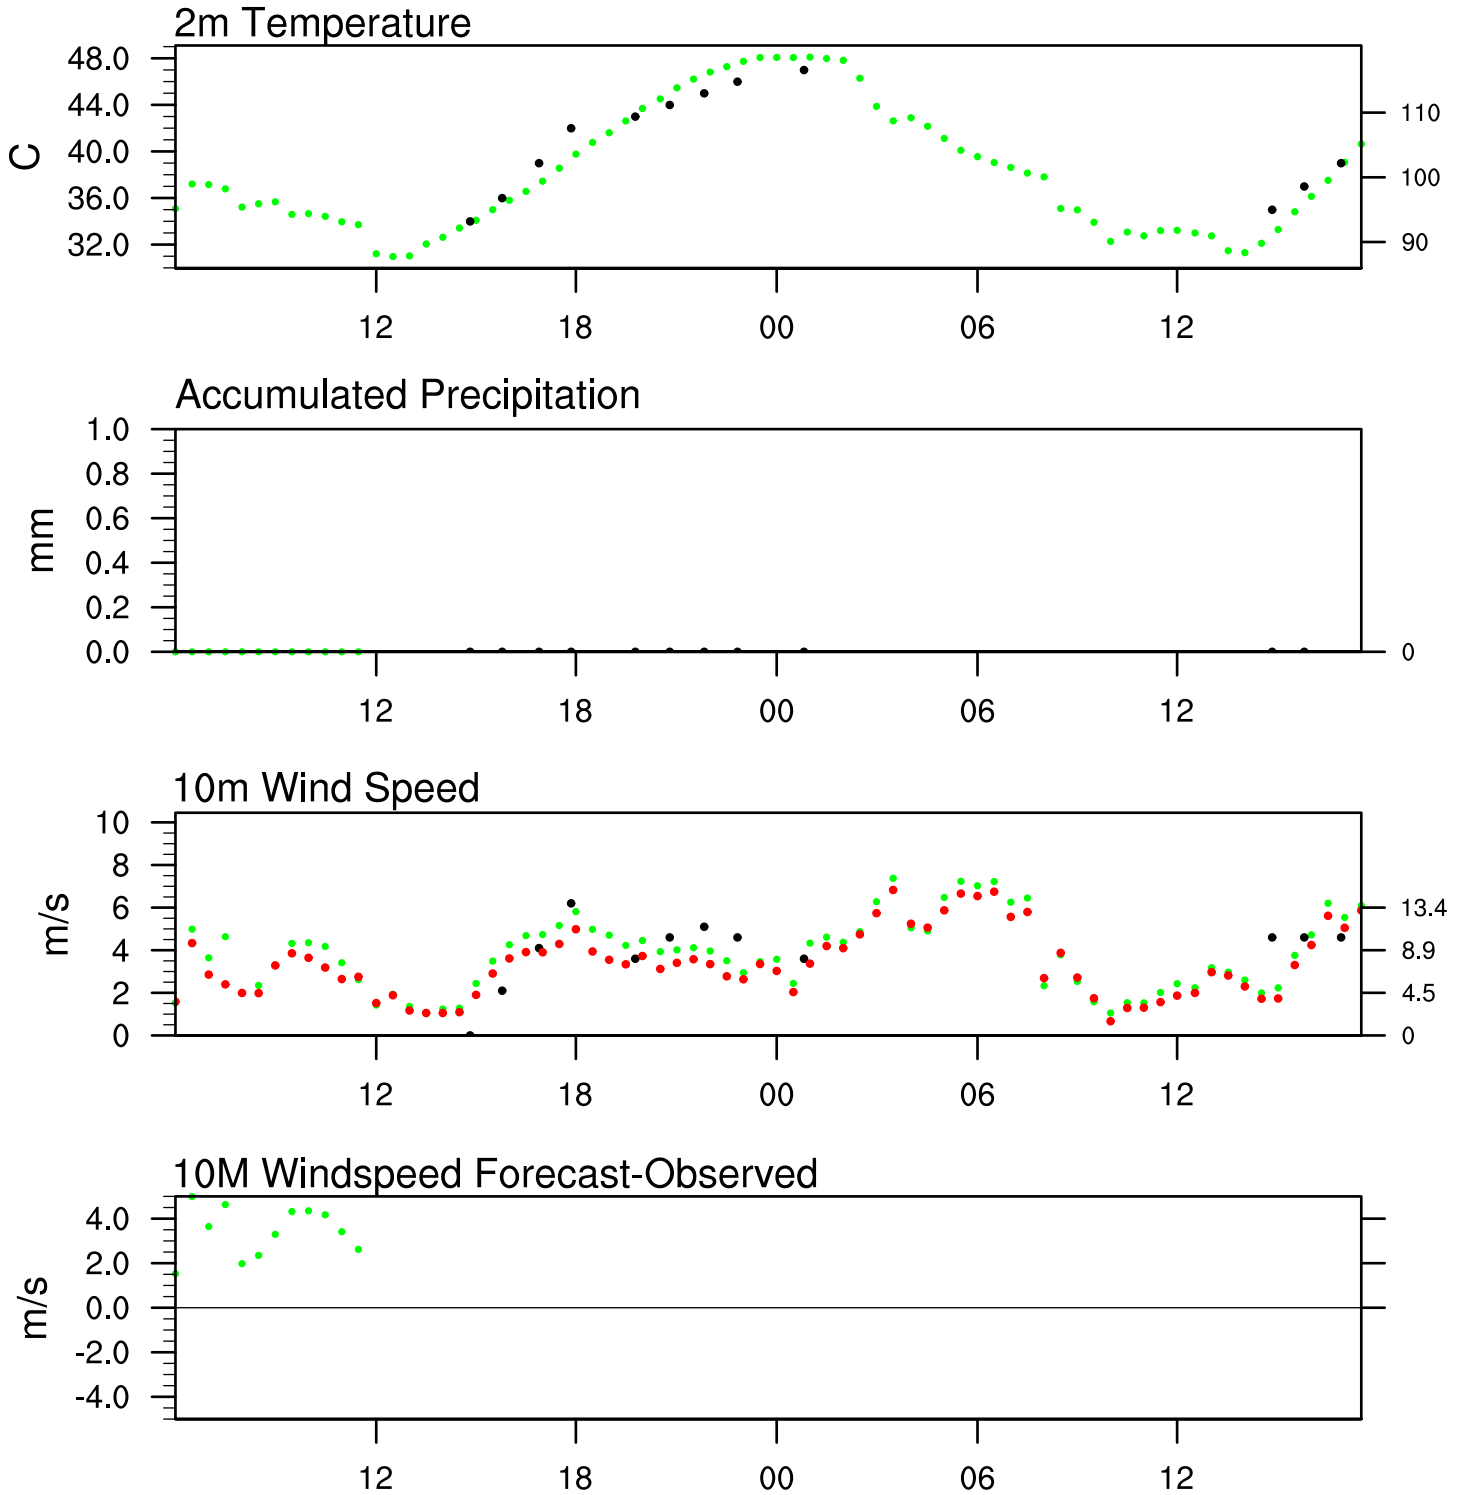 2m Temperature
48.0
44.0
40.0
36.0
32.0
C
110
100
90
12 18 00 06 12
Accumulated Precipitation
1.0
0.8
0.6
0.4
0.2
0.0
mm
0
12 18 00 06 12
10m Wind Speed
10
8
6
4
2
0
m/s
13.4
8.9
4.5
0
12 18 00 06 12
10M Windspeed Forecast-Observed
4.0
2.0
0.0
-2.0
-4.0
m/s
12 18 00 06 12